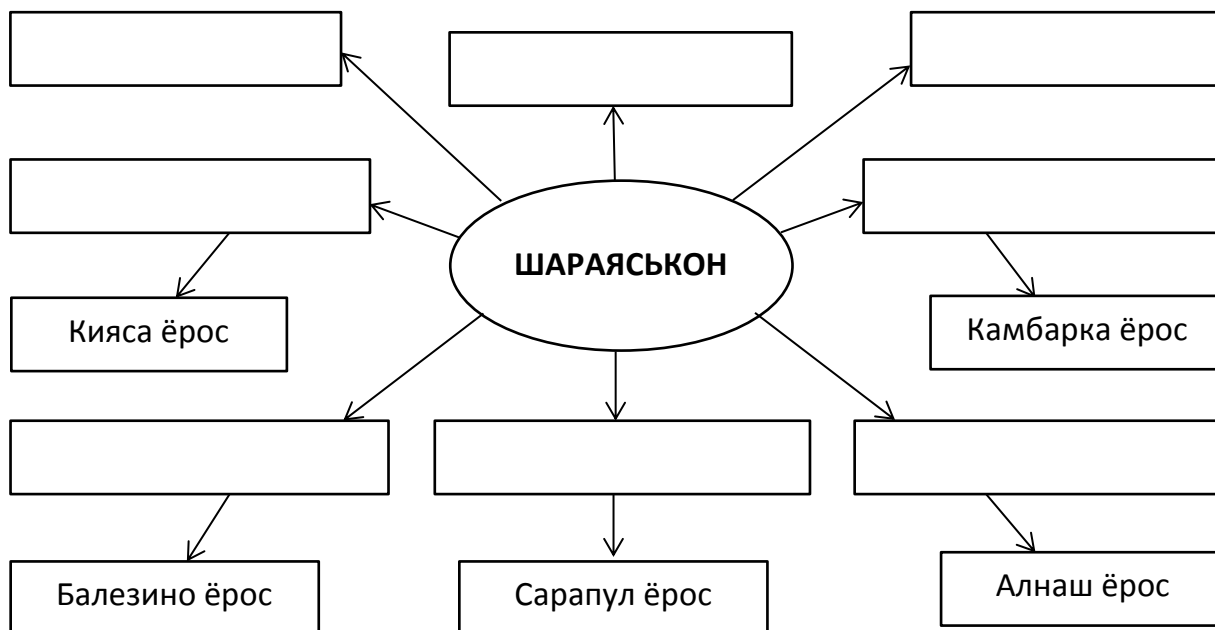 ШАРАЯСЬКОН
Кияса ёрос
Камбарка ёрос
Балезино ёрос
Сарапул ёрос
Алнаш ёрос